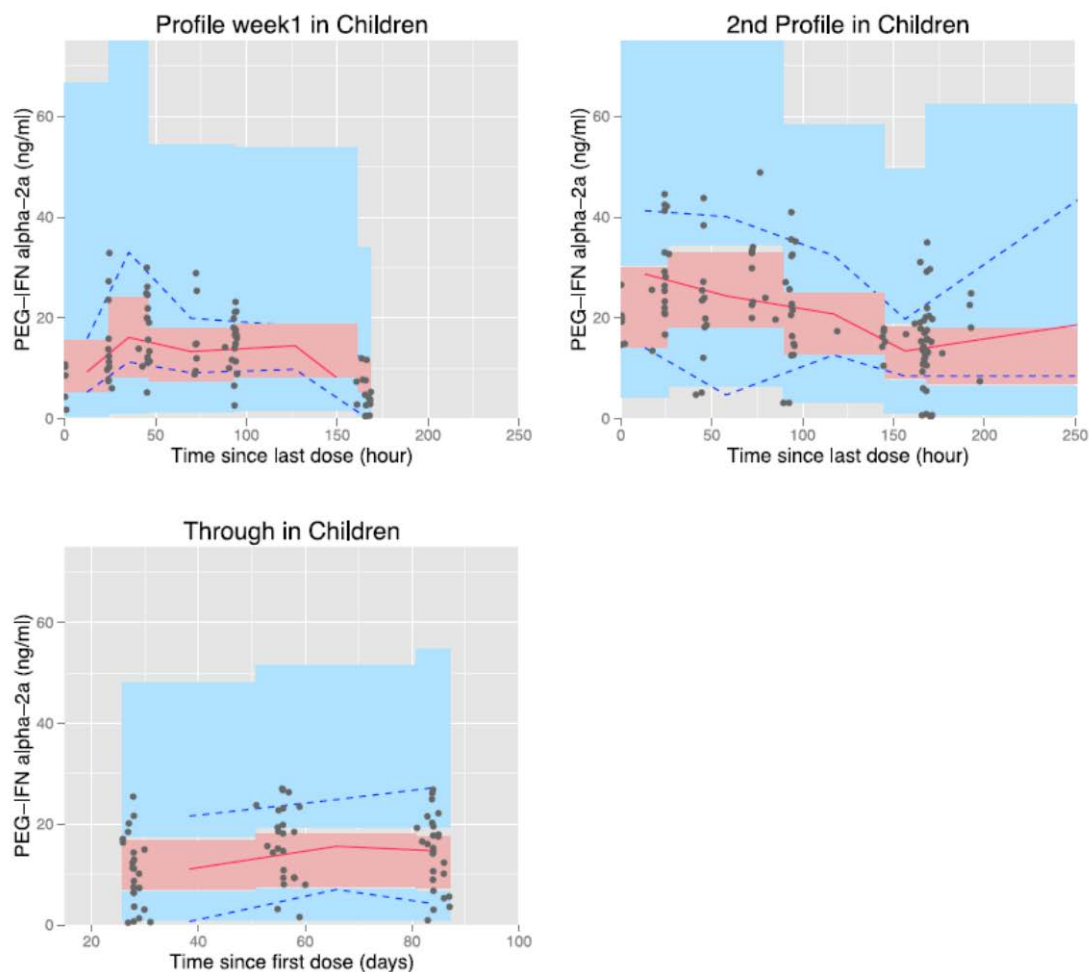 Profile week1 in Children
PEG-IFN alpha-2a (ng/ml)
60
40
20
0
0 50 100 150 200 250
Time since last dose (hour)
2nd Profile in Children
PEG-IFN alpha-2a (ng/ml)
60
40
20
0
0 50 100 150 200 250
Time since last dose (hour)
Through in Children
PEG-IFN alpha-2a (ng/ml)
60
40
20
0
20 40 60 80 100
Time since first dose (days)